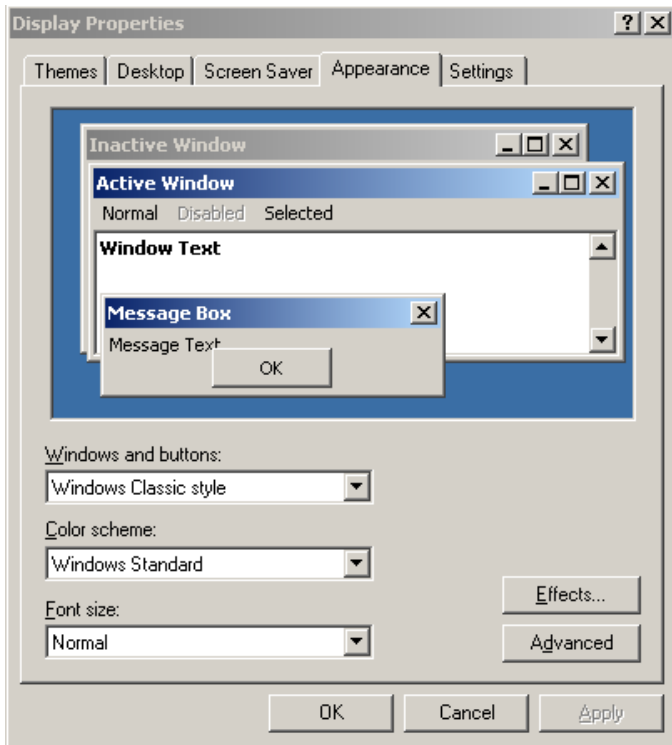 Display Properties
Themes Desktop Screen Saver Appearance Settings
Inactive Window
Active Window
Normal Disabled Selected
Window Text
Message Box
Message Text
OK
Windows and buttons:
Windows Classic style
Color scheme:
Windows Standard
Effects...
Font size:
Normal
Advanced
OK Cancel Apply